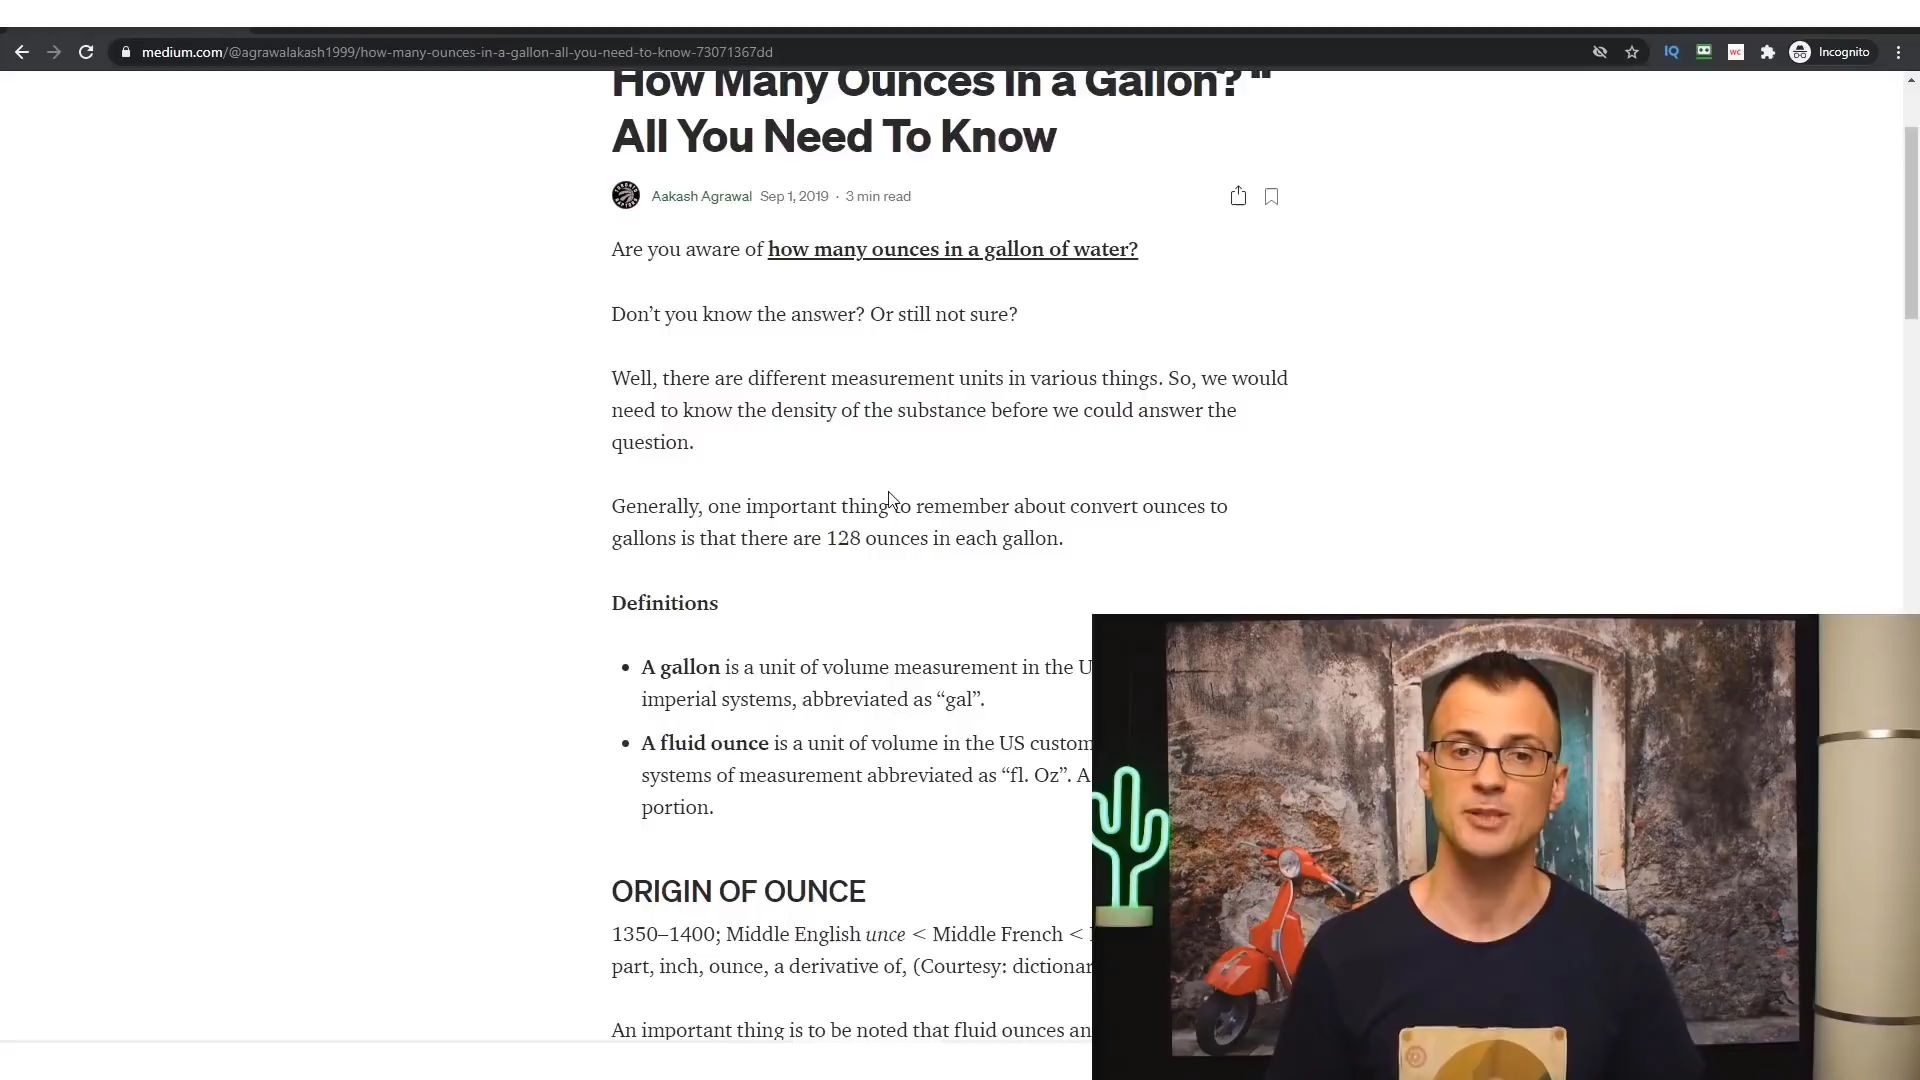 medium.com/@agrawalakash1999/how-many-ounces-in-a-gallon-all-you-need-to-know-73071367dd
IQ
WC
Incognito
How Many Ounces In a Gallon? "
All You Need To Know
Aakash Agrawal Sep 1, 2019 · 3 min read
Are you aware of how many ounces in a gallon of water?
Don’t you know the answer? Or still not sure?
Well, there are different measurement units in various things. So, we would
need to know the density of the substance before we could answer the
question.
Generally, one important thing to remember about convert ounces to
gallons is that there are 128 ounces in each gallon.
Definitions
• A gallon is a unit of volume measurement in the U
imperial systems, abbreviated as “gal”.
• A fluid ounce is a unit of volume in the US custom
systems of measurement abbreviated as “fl. Oz”. A
portion.
ORIGIN OF OUNCE
1350–1400; Middle English unce < Middle French <
part, inch, ounce, a derivative of, (Courtesy: dictionar
An important thing is to be noted that fluid ounces an